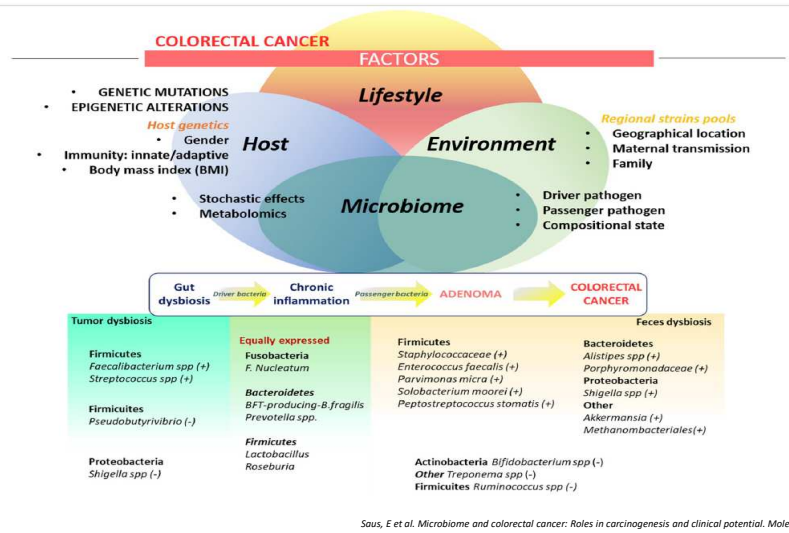 COLORECTAL CANCER
FACTORS
• GENETIC MUTATIONS
• EPIGENETIC ALTERATIONS
Host genetics
• Gender
• Immunity: innate/adaptive
• Body mass index (BMI)
• Stochastic effects
• Metabolomics
Lifestyle
Host
Environment
Microbiome
Regional strains pools
• Geographical location
• Maternal transmission
• Family
• Driver pathogen
• Passenger pathogen
• Compositional state
Gut
dysbiosis
Driver bacteria
Chronic
inflammation
Passenger bacteria
ADENOMA
COLORECTAL
CANCER
Tumor dysbiosis
Firmicutes
Faecalibacterium spp (+)
Streptococcus spp (+)
Firmicuites
Pseudobutyrivibrio (-)
Proteobacteria
Shigella spp (-)
Equally expressed
Fusobacteria
F. Nucleatum
Bacteroidetes
BFT-producing-B.fragilis
Prevotella spp.
Firmicutes
Lactobacillus
Roseburia
Feces dysbiosis
Firmicutes
Staphylococcaceae (+)
Enterococcus faecalis (+)
Parvimonas micra (+)
Solobacterium moorei (+)
Peptostreptococcus stomatis (+)
Bacteroidetes
Alistipes spp (+)
Porphyromonadaceae (+)
Proteobacteria
Shigella spp (+)
Other
Akkermansia (+)
Methanombacteriales(+)
Actinobacteria Bifidobacterium spp (-)
Other Treponema spp (-)
Firmicuites Ruminococcus spp (-)
Saus, E et al. Microbiome and colorectal cancer: Roles in carcinogenesis and clinical potential. Mole